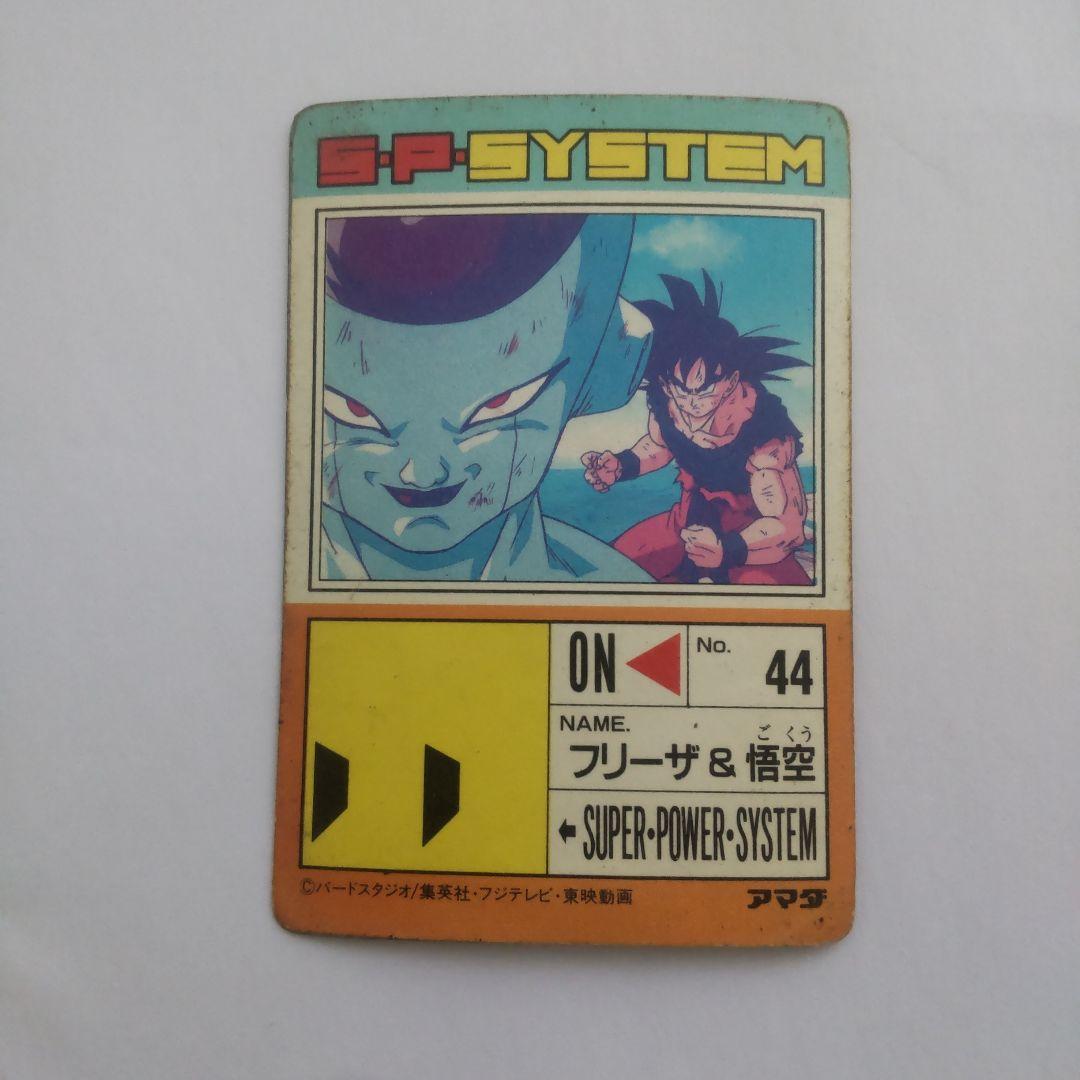 S·P·SYSTEM
ON
No.
44
NAME.
ごくう
フリーザ & 悟空
SUPER·POWER·SYSTEM
©バードスタジオ/集英社・フジテレビ・東映動画
アマダ